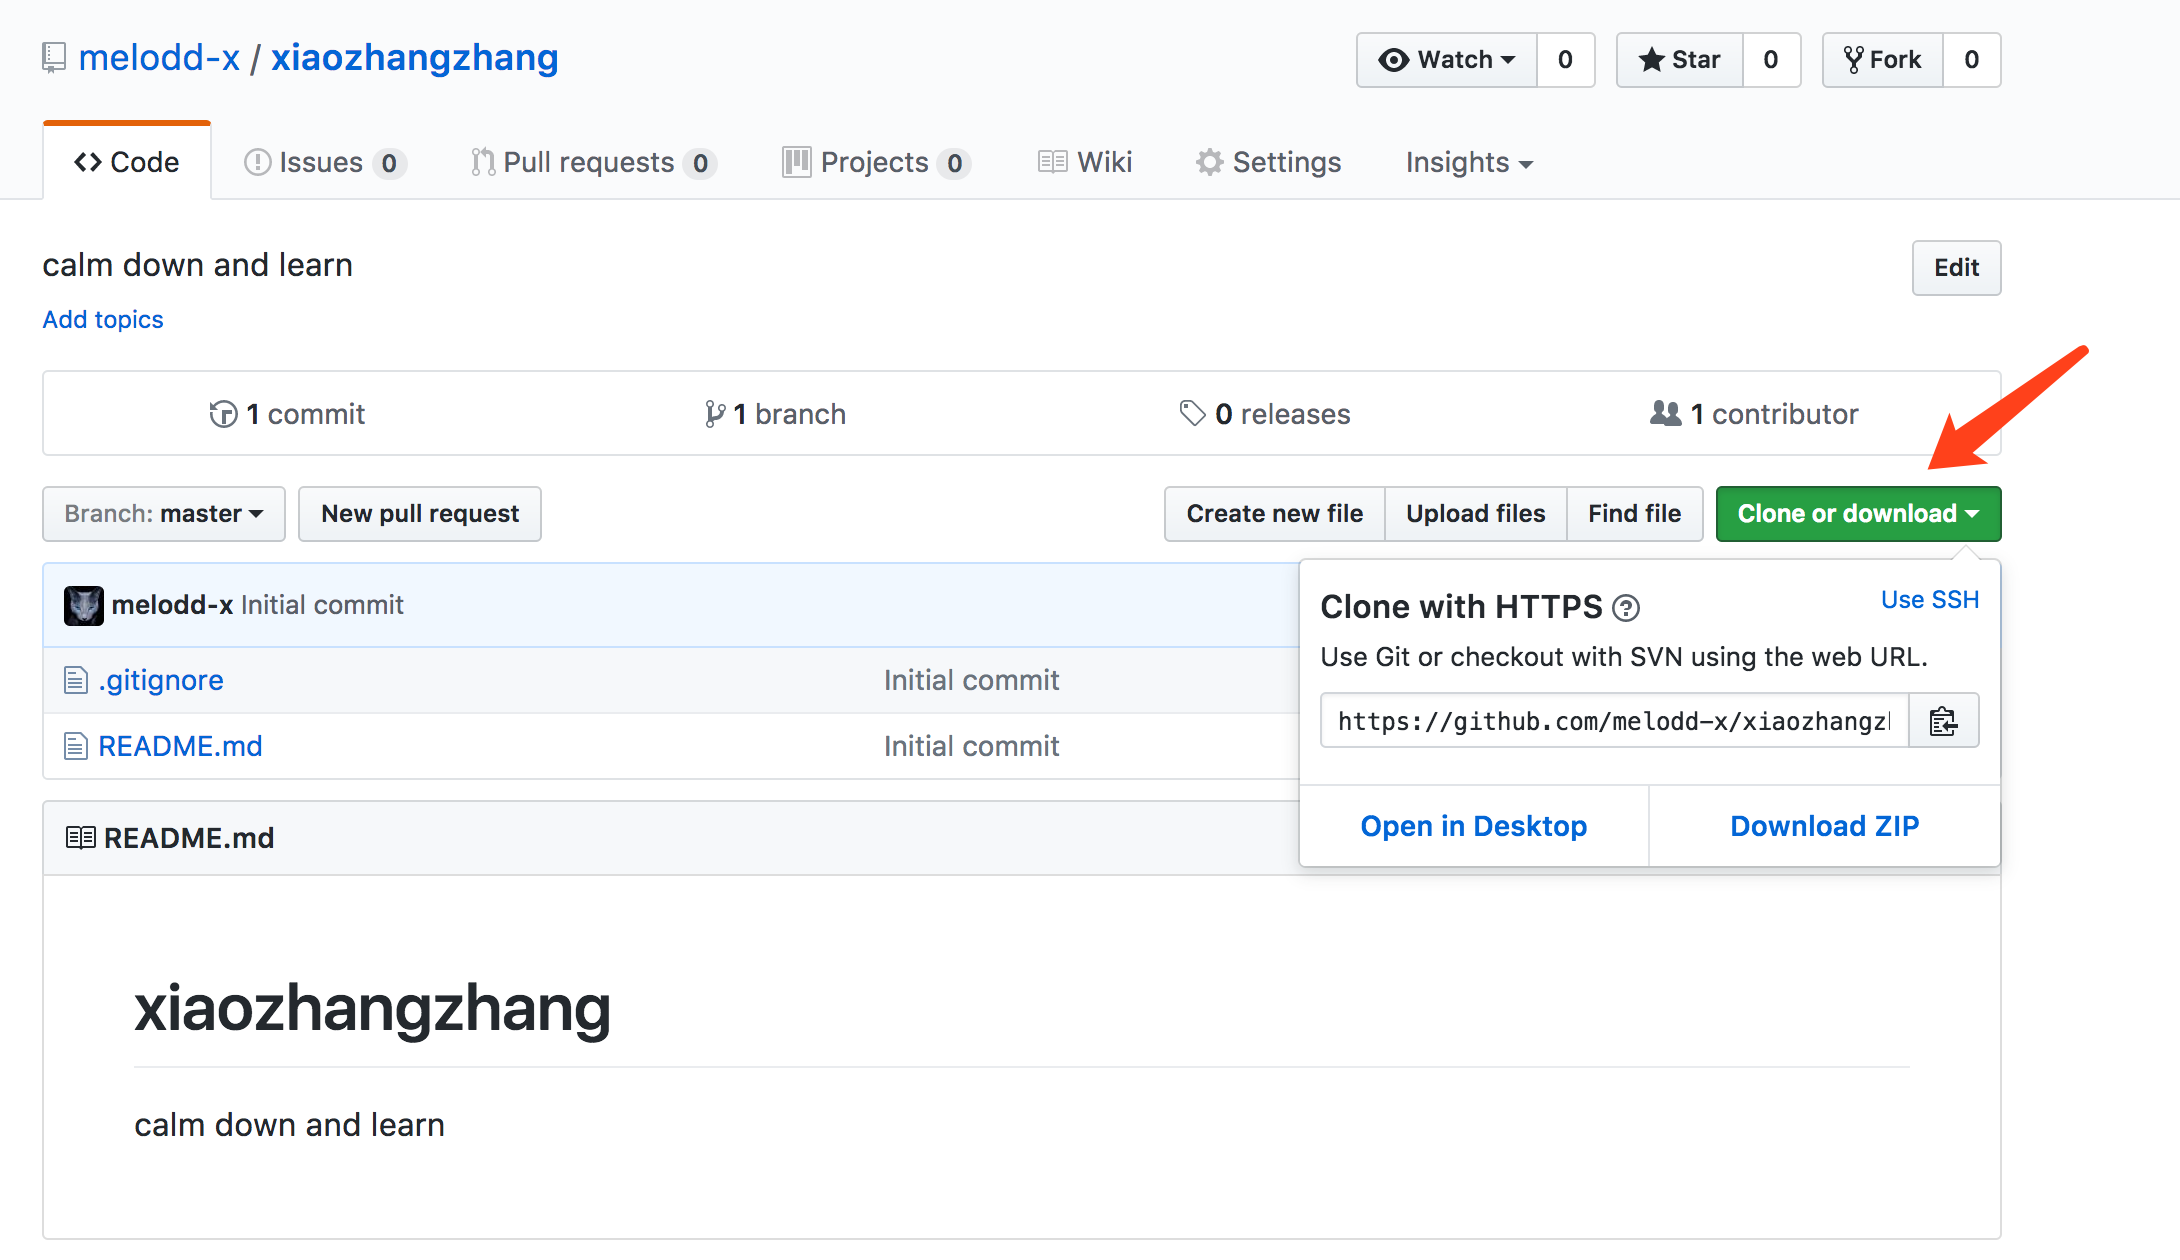 melodd-x / xiaozhangzhang
Watch 0 Star 0 Fork 0
Code Issues 0 Pull requests 0 Projects 0 Wiki Settings Insights
calm down and learn
Edit
Add topics
1 commit 1 branch 0 releases 1 contributor
Branch: master New pull request Create new file Upload files Find file Clone or download
melodd-x Initial commit
.gitignore Initial commit
README.md Initial commit
Clone with HTTPS Use SSH
Use Git or checkout with SVN using the web URL.
https://github.com/melodd-x/xiaozhangz
Open in Desktop Download ZIP
README.md
xiaozhangzhang
calm down and learn